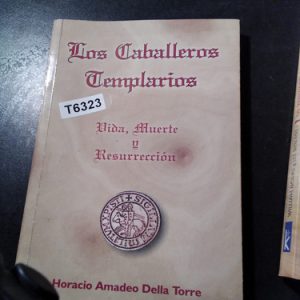 Los Caballeros
Templarios
T6323
Vida, Muerte
y
Resurrección
Horacio Amadeo Della Torre